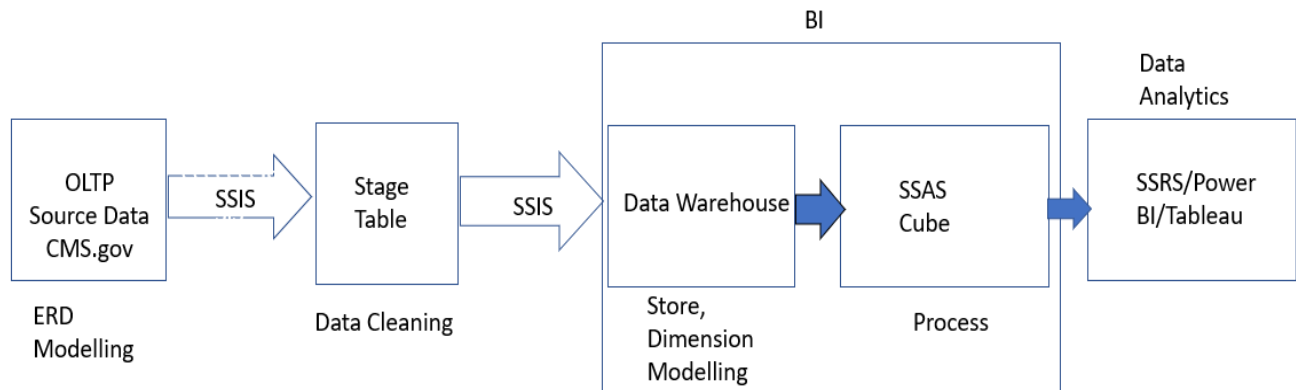 BI
Data
Analytics
OLTP
Source Data
CMS.gov
SSIS
Stage
Table
SSIS
Data Warehouse
SSAS
Cube
SSRS/Power
BI/Tableau
ERD
Modelling
Data Cleaning
Store,
Dimension
Modelling
Process